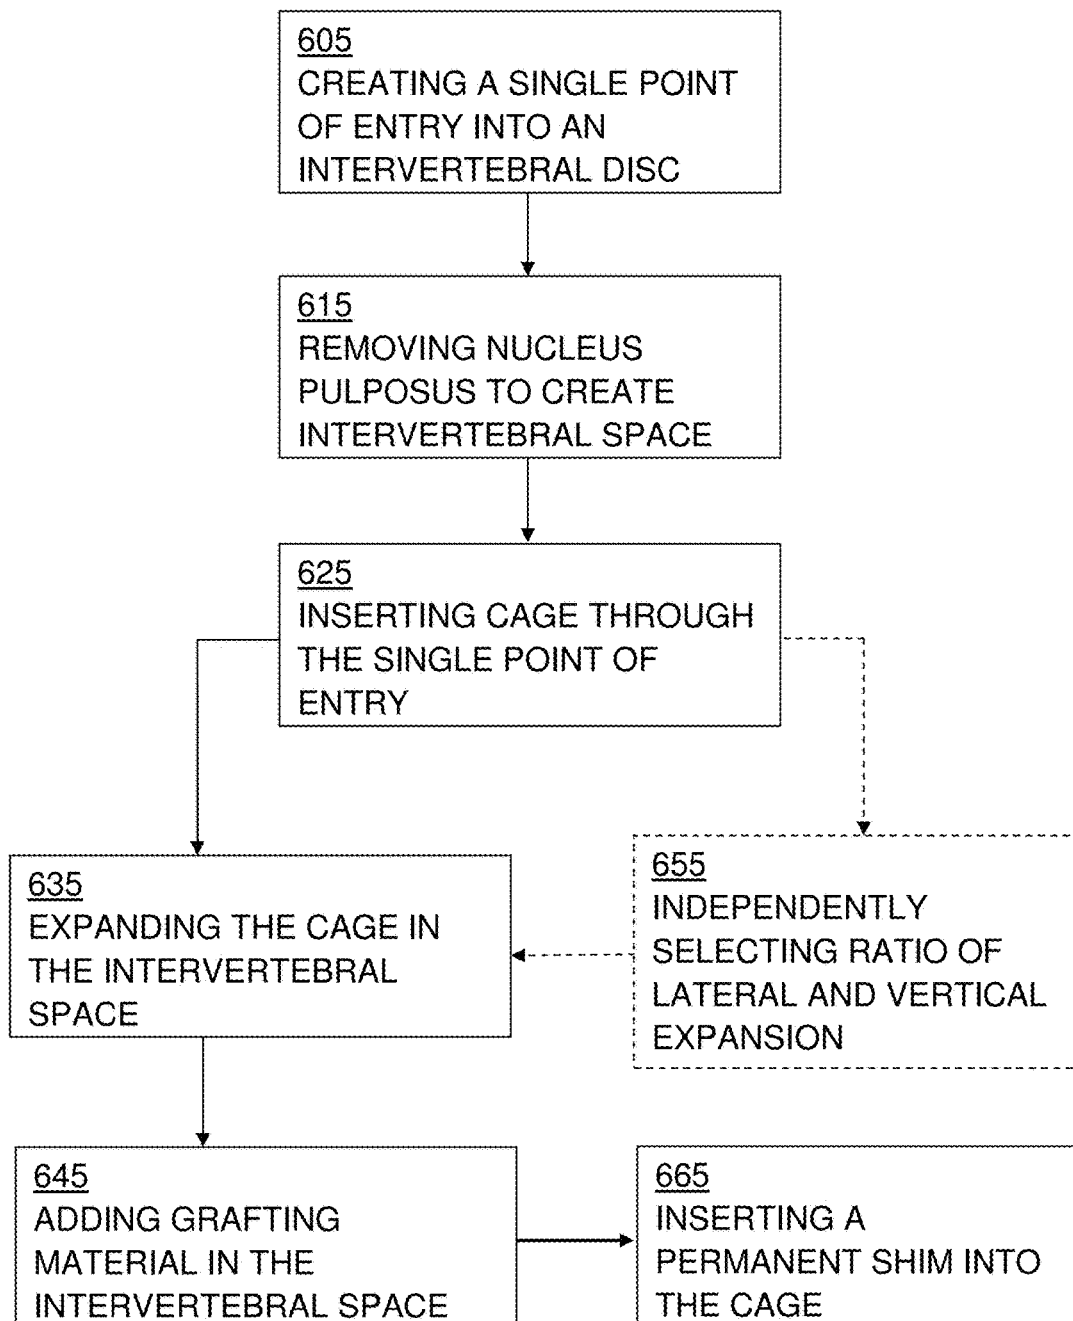 605
CREATING A SINGLE POINT
OF ENTRY INTO AN
INTERVERTEBRAL DISC
615
REMOVING NUCLEUS
PULPOSUS TO CREATE
INTERVERTEBRAL SPACE
625
INSERTING CAGE THROUGH
THE SINGLE POINT OF
ENTRY
635
EXPANDING THE CAGE IN
THE INTERVERTEBRAL
SPACE
655
INDEPENDENTLY
SELECTING RATIO OF
LATERAL AND VERTICAL
EXPANSION
645
ADDING GRAFTING
MATERIAL IN THE
INTERVERTEBRAL SPACE
665
INSERTING A
PERMANENT SHIM INTO
THE CAGE